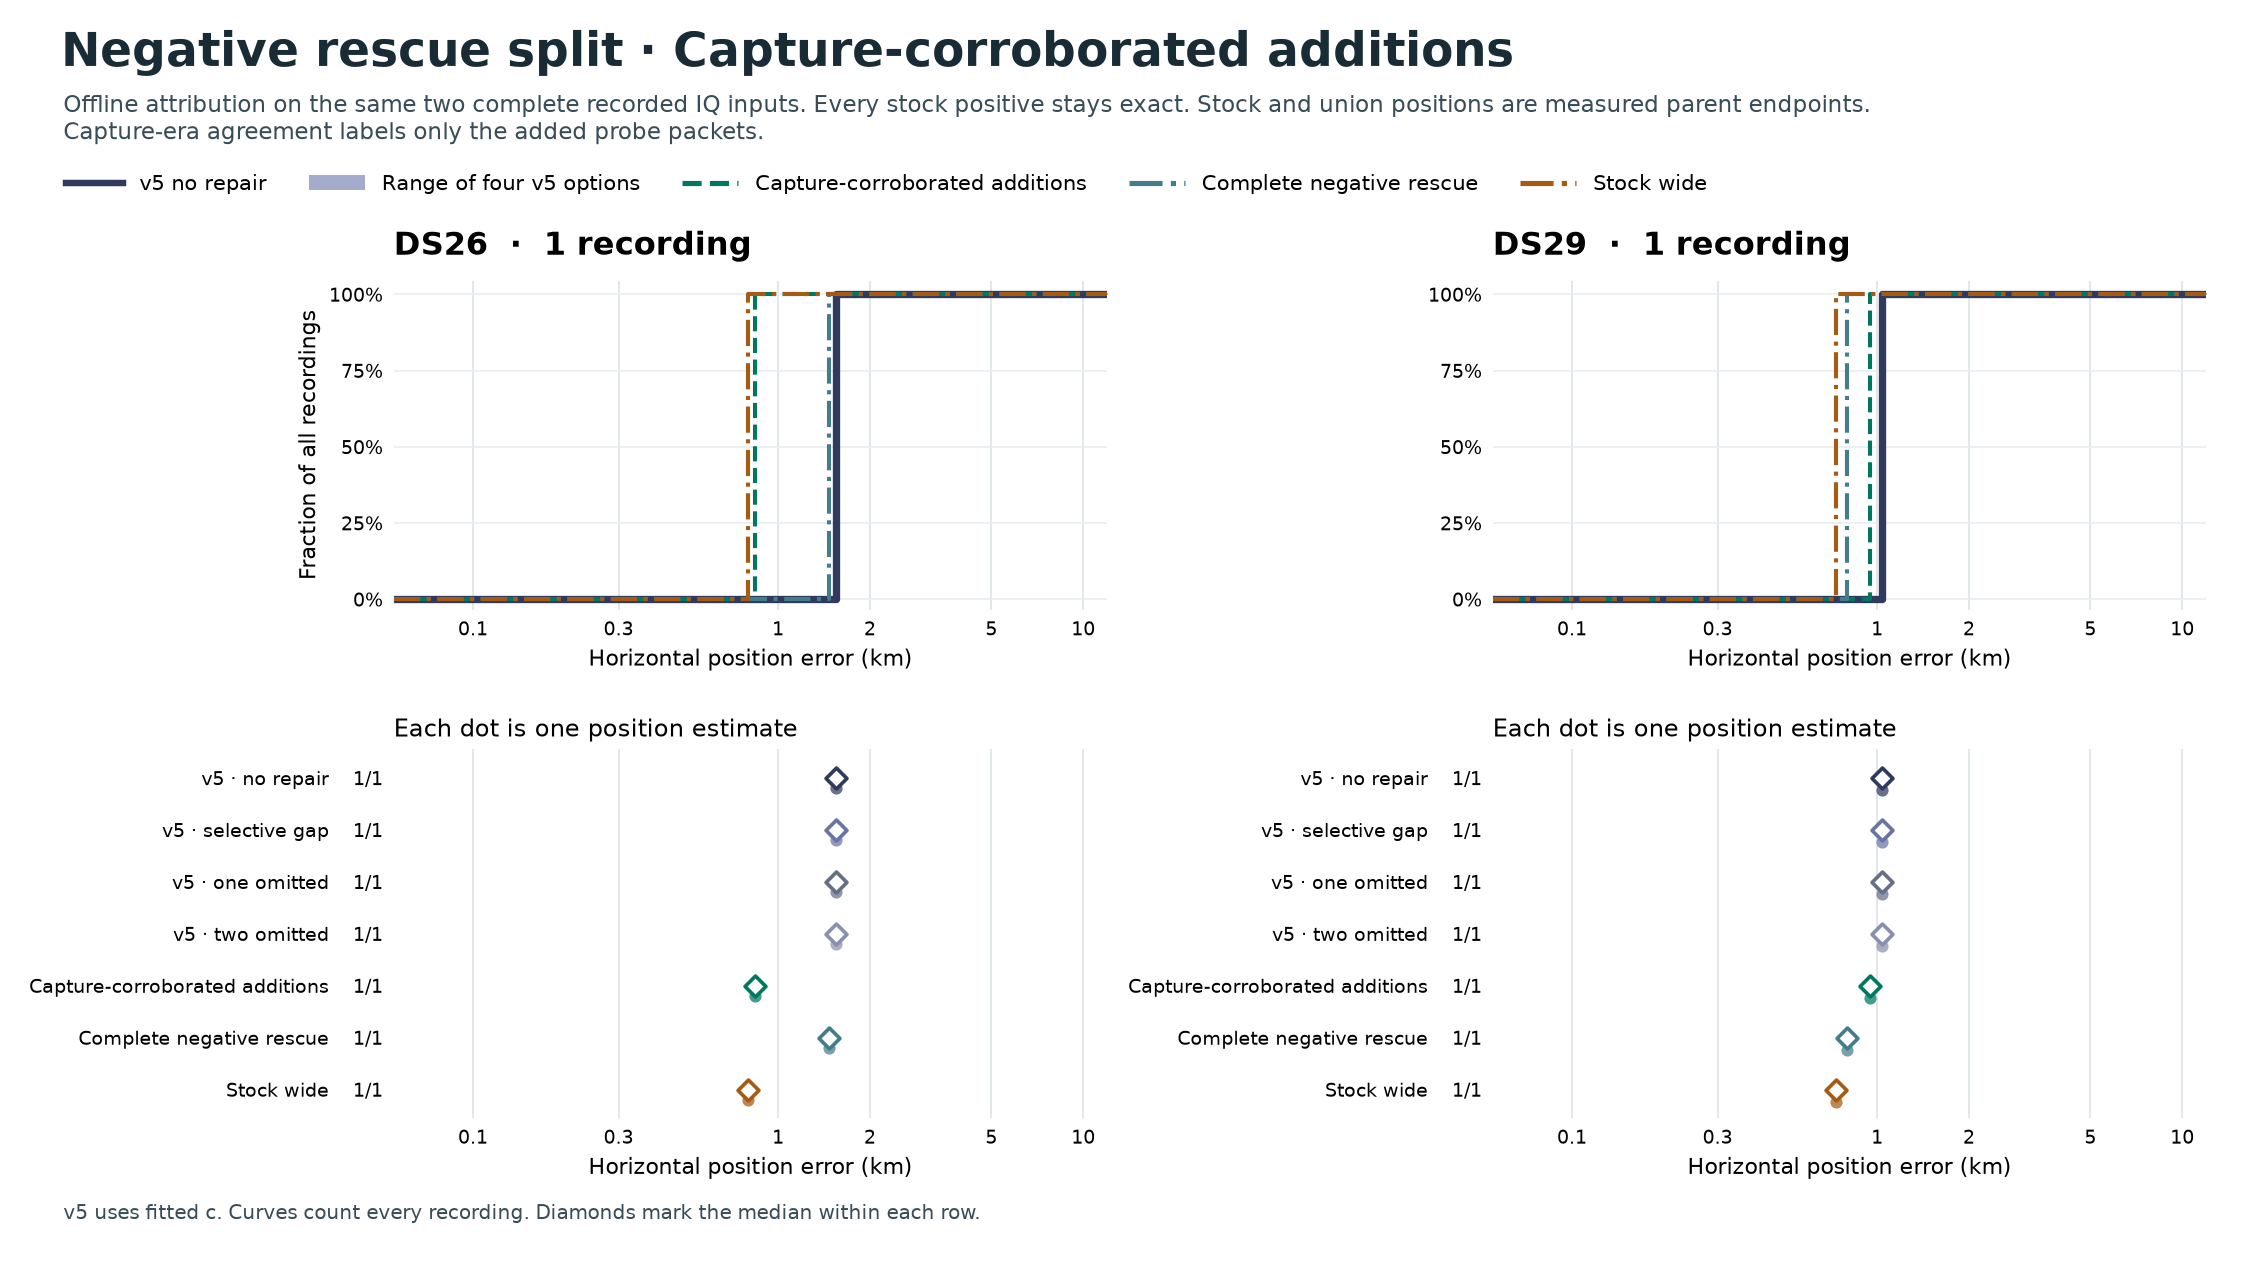 Negative rescue split · Capture-corroborated additions
Offline attribution on the same two complete recorded IQ inputs. Every stock positive stays exact. Stock and union positions are measured parent endpoints.
Capture-era agreement labels only the added probe packets.
v5 no repair
Range of four v5 options
Capture-corroborated additions
Complete negative rescue
Stock wide
DS26 · 1 recording
Fraction of all recordings
100%
75%
50%
25%
0%
0.1 0.3 1 2 5 10
Horizontal position error (km)
DS29 · 1 recording
100%
75%
50%
25%
0%
0.1 0.3 1 2 5 10
Horizontal position error (km)
Each dot is one position estimate
v5 · no repair 1/1
v5 · selective gap 1/1
v5 · one omitted 1/1
v5 · two omitted 1/1
Capture-corroborated additions 1/1
Complete negative rescue 1/1
Stock wide 1/1
0.1 0.3 1 2 5 10
Horizontal position error (km)
Each dot is one position estimate
v5 · no repair 1/1
v5 · selective gap 1/1
v5 · one omitted 1/1
v5 · two omitted 1/1
Capture-corroborated additions 1/1
Complete negative rescue 1/1
Stock wide 1/1
0.1 0.3 1 2 5 10
Horizontal position error (km)
v5 uses fitted c. Curves count every recording. Diamonds mark the median within each row.